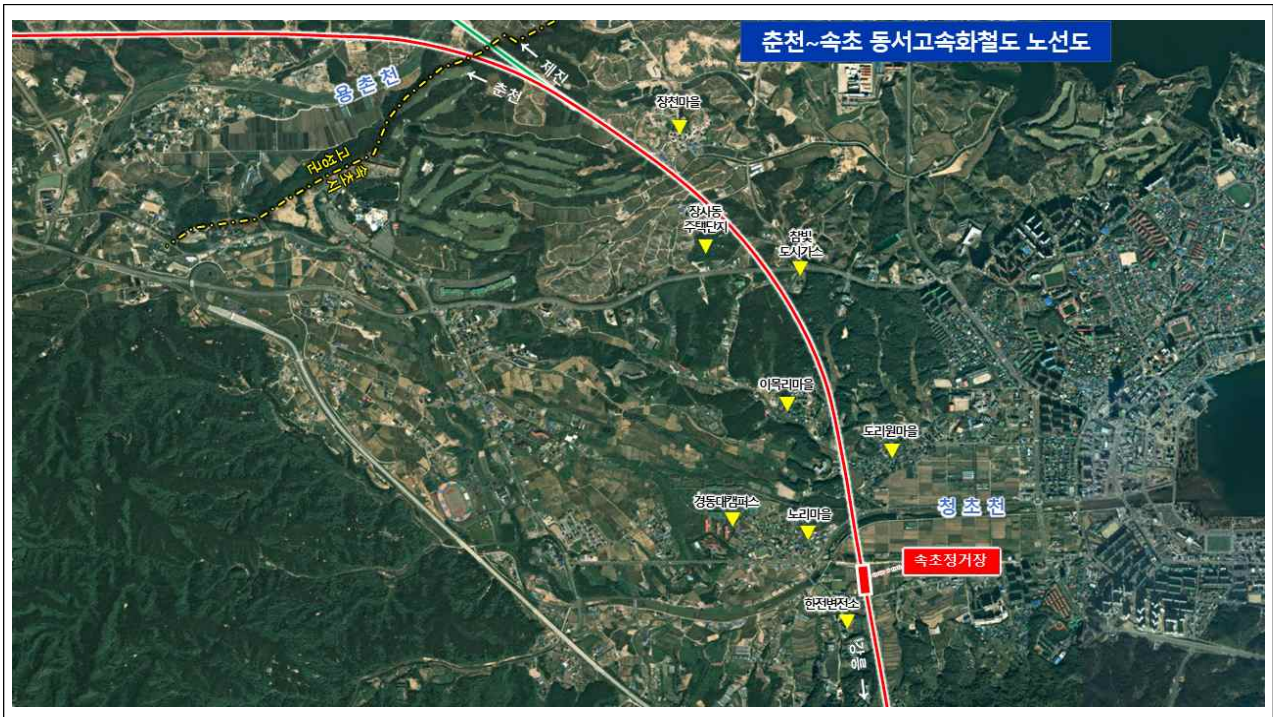 춘천~속초 동서고속화철도 노선도
제진
춘천
용촌천
장천마을
고성군
속초시
장사동
주택단지
참빛
도시가스
이목리마을
도리원마을
청초천
경동대캠퍼스
노리마을
속초정거장
한전변전소
강릉